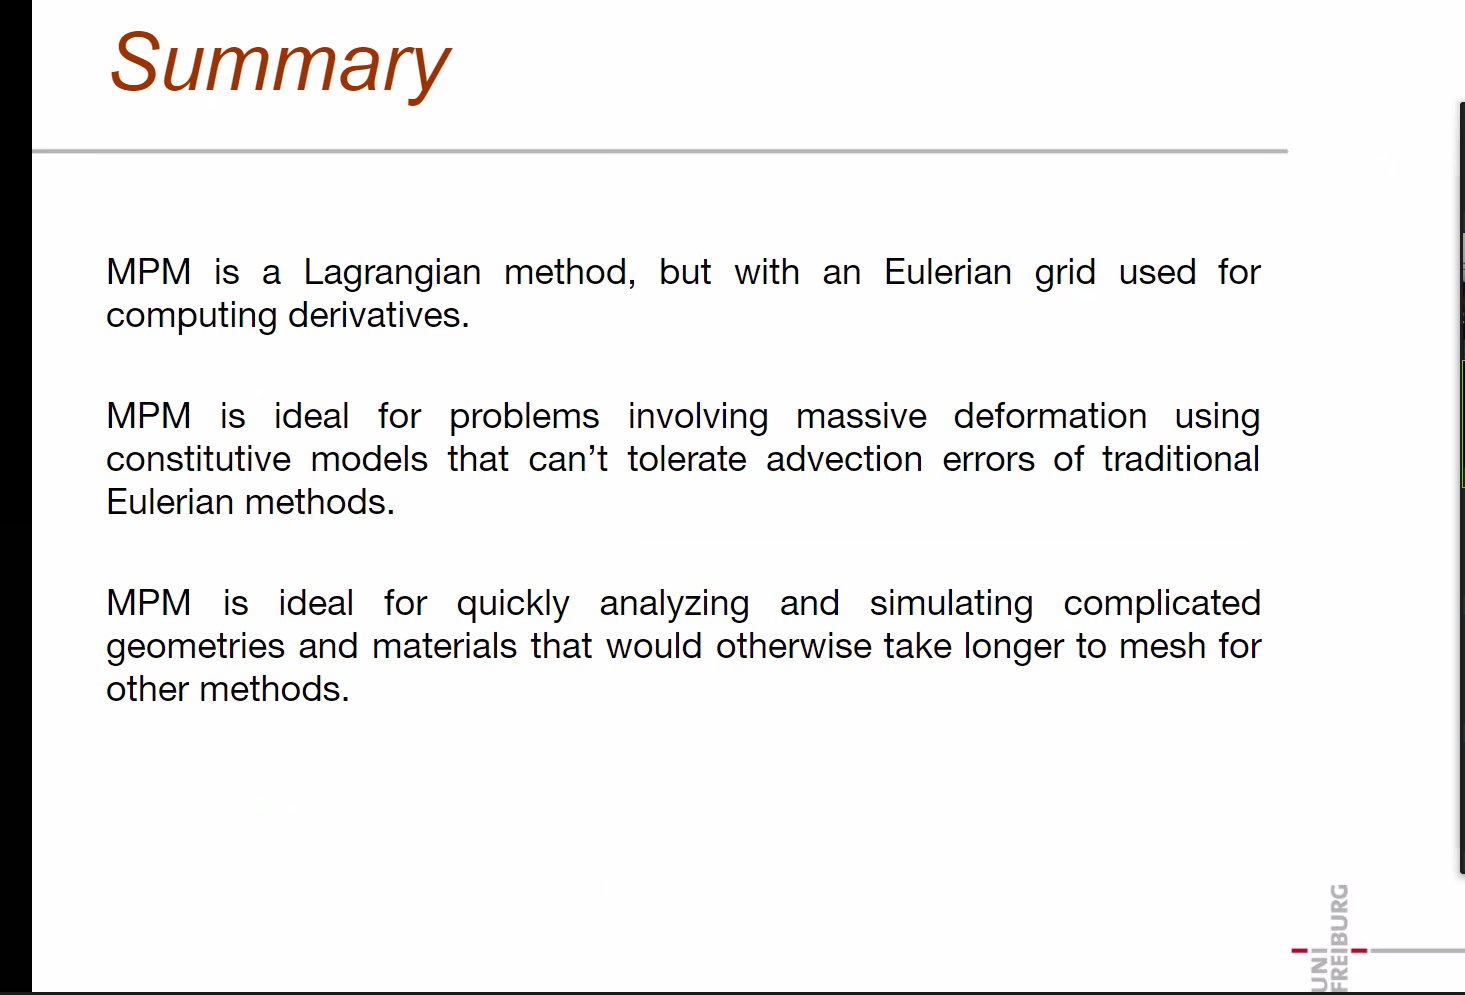 Summary
MPM is a Lagrangian method, but with an Eulerian grid used for
computing derivatives.
MPM is ideal for problems involving massive deformation using
constitutive models that can’t tolerate advection errors of traditional
Eulerian methods.
MPM is ideal for quickly analyzing and simulating complicated
geometries and materials that would otherwise take longer to mesh for
other methods.
UNI
FREIBURG